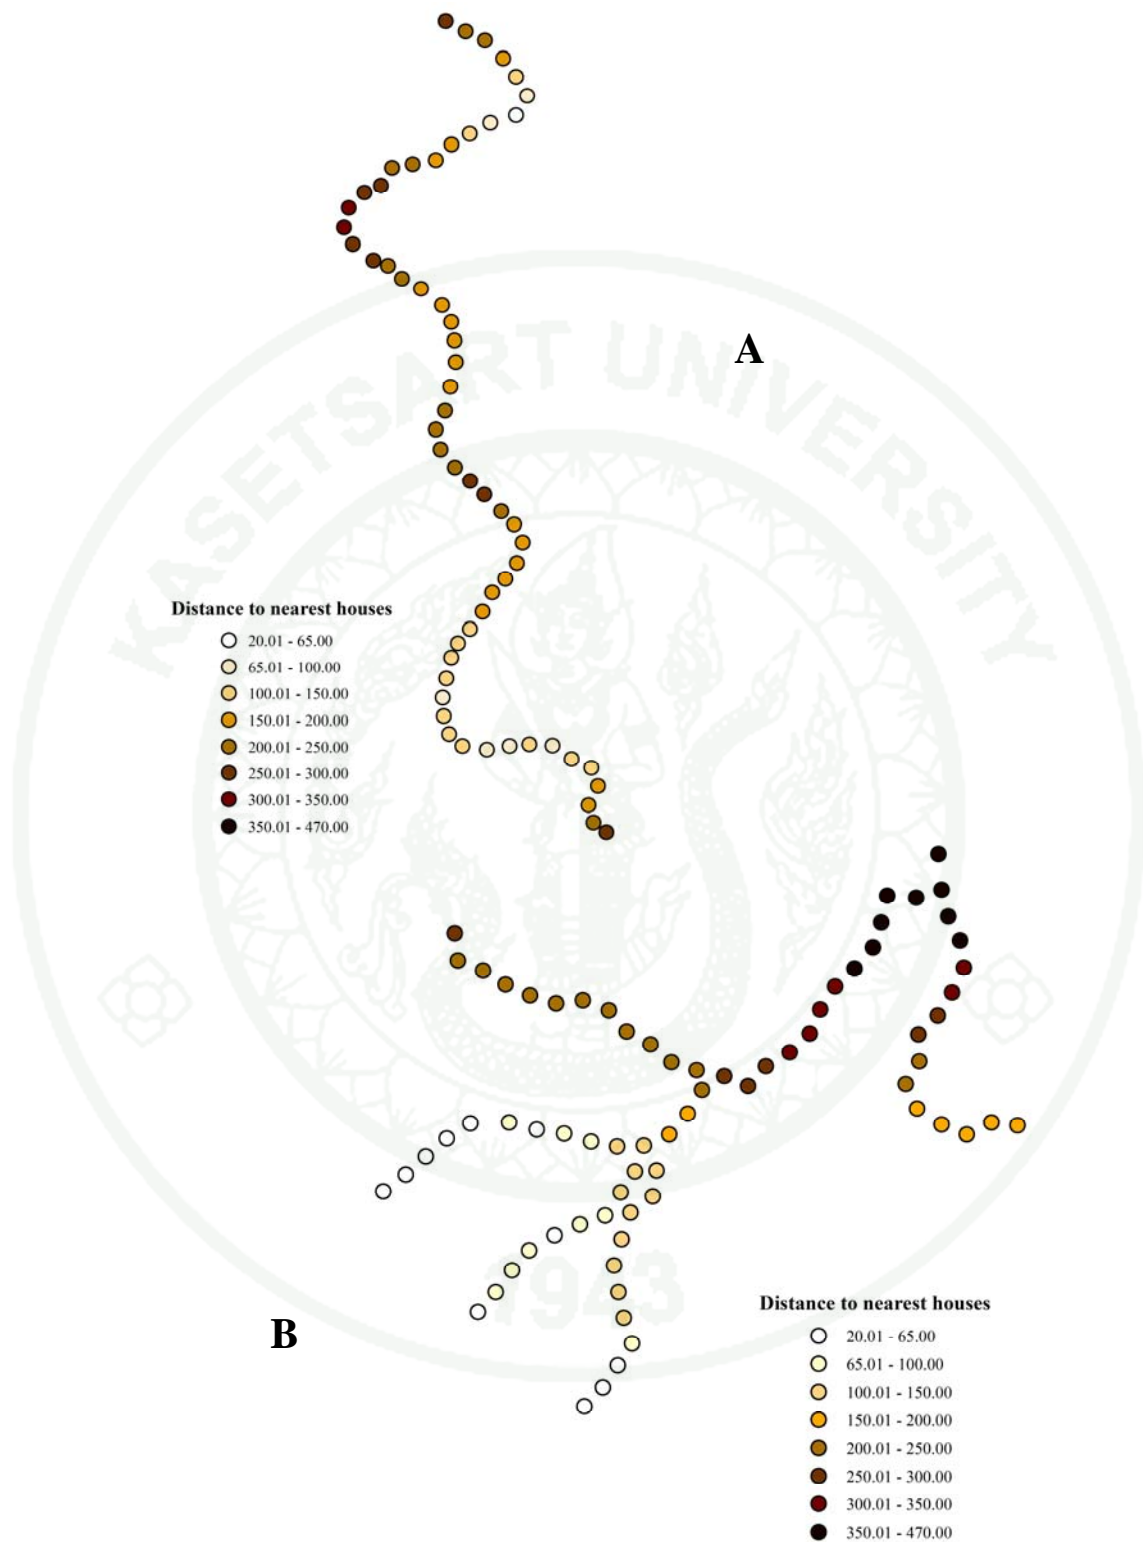 KASETSART UNIVERSITY
A
Distance to nearest houses
20.01 - 65.00
65.01 - 100.00
100.01 - 150.00
150.01 - 200.00
200.01 - 250.00
250.01 - 300.00
300.01 - 350.00
350.01 - 470.00
1943
B
Distance to nearest houses
20.01 - 65.00
65.01 - 100.00
100.01 - 150.00
150.01 - 200.00
200.01 - 250.00
250.01 - 300.00
300.01 - 350.00
350.01 - 470.00